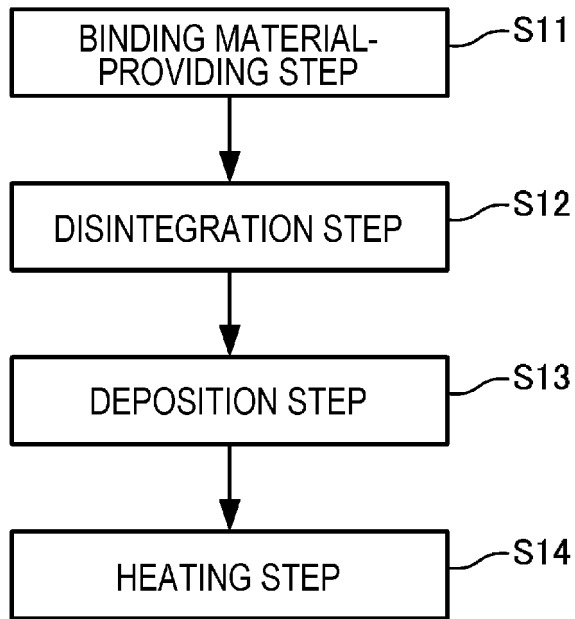 BINDING MATERIAL-
PROVIDING STEP
S11
DISINTEGRATION STEP
S12
DEPOSITION STEP
S13
HEATING STEP
S14